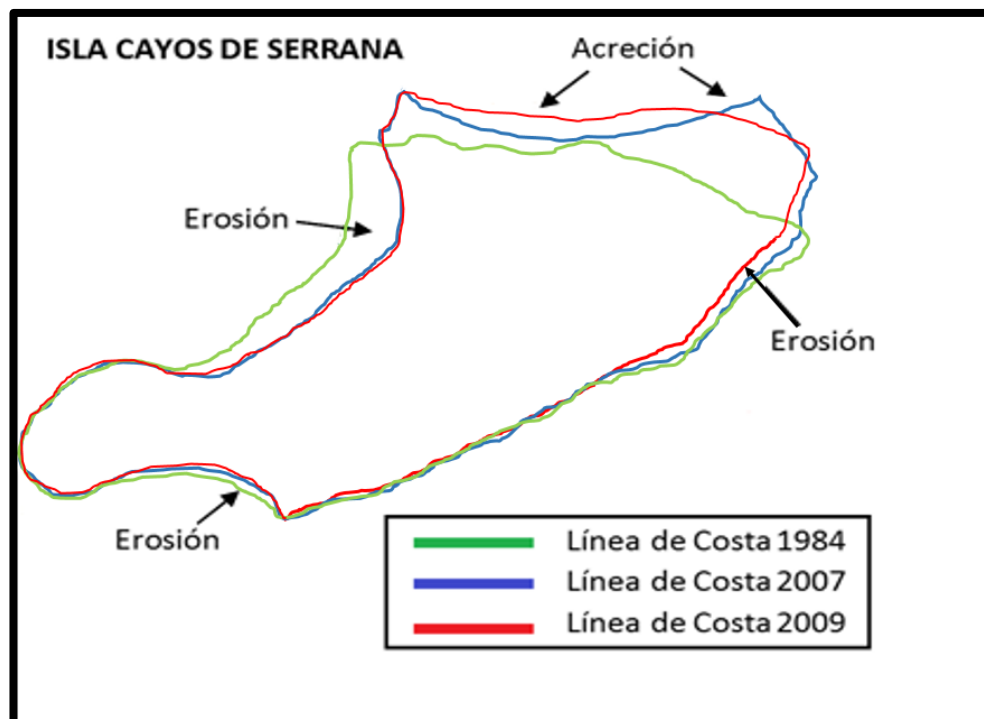 ISLA CAYOS DE SERRANA
Acreción
Erosión
Erosión
Erosión
Línea de Costa 1984
Línea de Costa 2007
Línea de Costa 2009